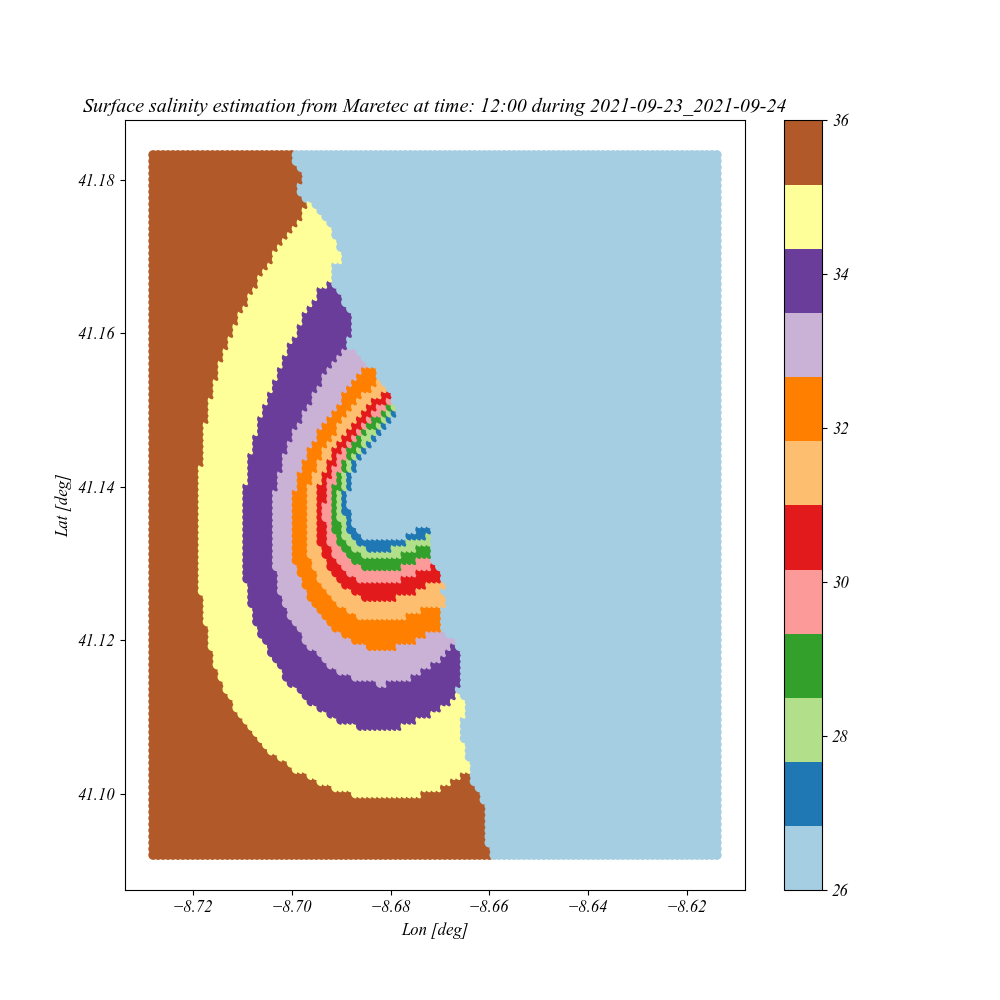 Surface salinity estimation from Maretec at time: 12:00 during 2021-09-23_2021-09-24
36
34
32
30
28
26
41.18
41.16
41.14
41.12
41.10
Lat [deg]
−8.72 −8.70 −8.68 −8.66 −8.64 −8.62
Lon [deg]